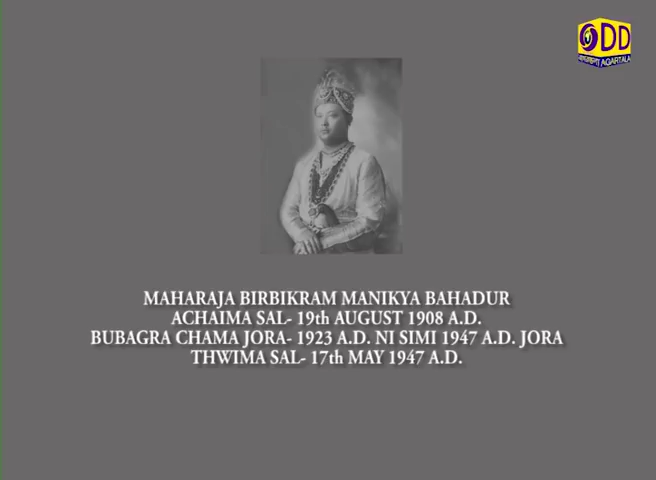 DD
AGARTALA
MAHARAJA BIRBIKRAM MANIKYA BAHADUR
ACHAIMA SAL- 19th AUGUST 1908 A.D.
BUBAGRA CHAMA JORA- 1923 A.D. NI SIMI 1947 A.D. JORA
THWIMA SAL- 17th MAY 1947 A.D.